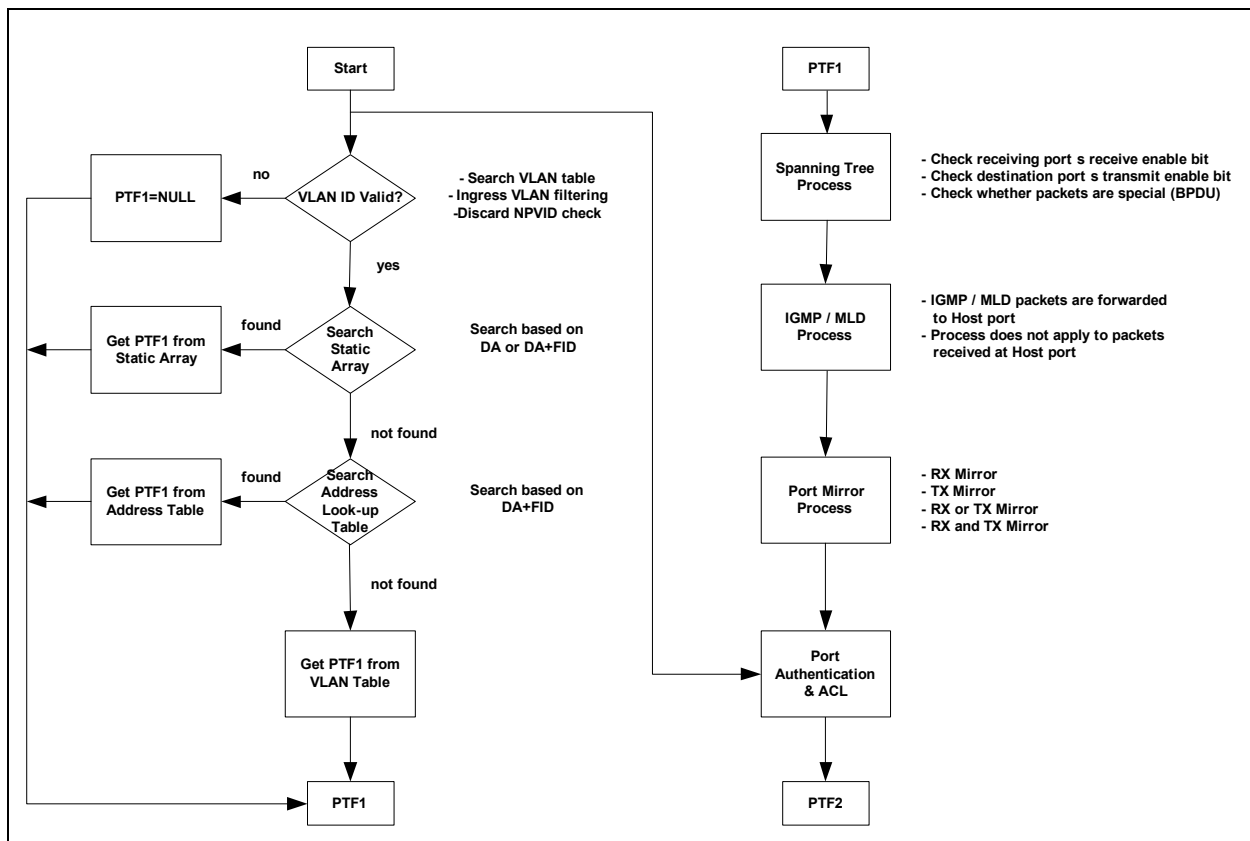 Start
VLAN ID Valid?
no
PTF1=NULL
- Search VLAN table
- Ingress VLAN filtering
-Discard NPVID check
yes
Search
Static
Array
found
Get PTF1 from
Static Array
Search based on
DA or DA+FID
not found
Search
Address
Look-up
Table
found
Get PTF1 from
Address Table
Search based on
DA+FID
not found
Get PTF1 from
VLAN Table
PTF1
PTF1
Spanning Tree
Process
- Check receiving port s receive enable bit
- Check destination port s transmit enable bit
- Check whether packets are special (BPDU)
IGMP / MLD
Process
- IGMP / MLD packets are forwarded
to Host port
- Process does not apply to packets
received at Host port
Port Mirror
Process
- RX Mirror
- TX Mirror
- RX or TX Mirror
- RX and TX Mirror
Port
Authentication
& ACL
PTF2